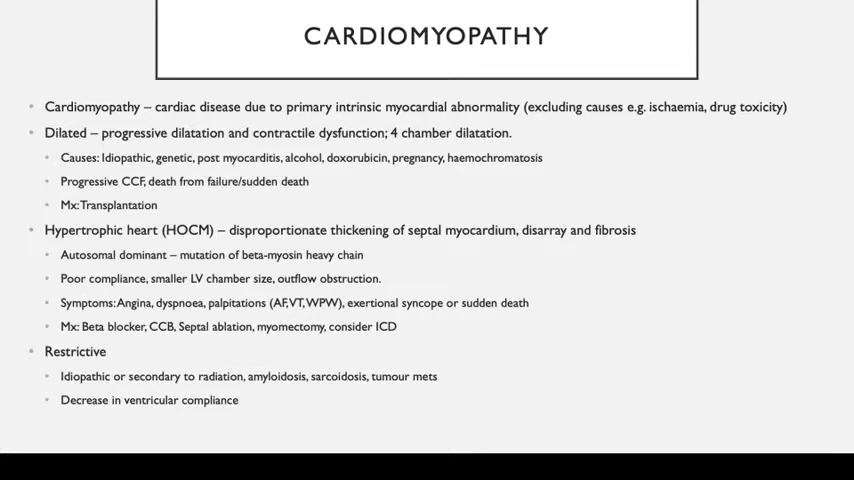 CARDIOMYOPATHY
• Cardiomyopathy – cardiac disease due to primary intrinsic myocardial abnormality (excluding causes e.g. ischaemia, drug toxicity)
• Dilated – progressive dilatation and contractile dysfunction; 4 chamber dilatation.
• Causes: Idiopathic, genetic, post myocarditis, alcohol, doxorubicin, pregnancy, haemochromatosis
• Progressive CCF, death from failure/sudden death
• Mx: Transplantation
• Hypertrophic heart (HOCM) – disproportionate thickening of septal myocardium, disarray and fibrosis
• Autosomal dominant – mutation of beta-myosin heavy chain
• Poor compliance, smaller LV chamber size, outflow obstruction.
• Symptoms: Angina, dyspnoea, palpitations (AF, VT, WPW), exertional syncope or sudden death
• Mx: Beta blocker, CCB, Septal ablation, myomectomy, consider ICD
• Restrictive
• Idiopathic or secondary to radiation, amyloidosis, sarcoidosis, tumour mets
• Decrease in ventricular compliance